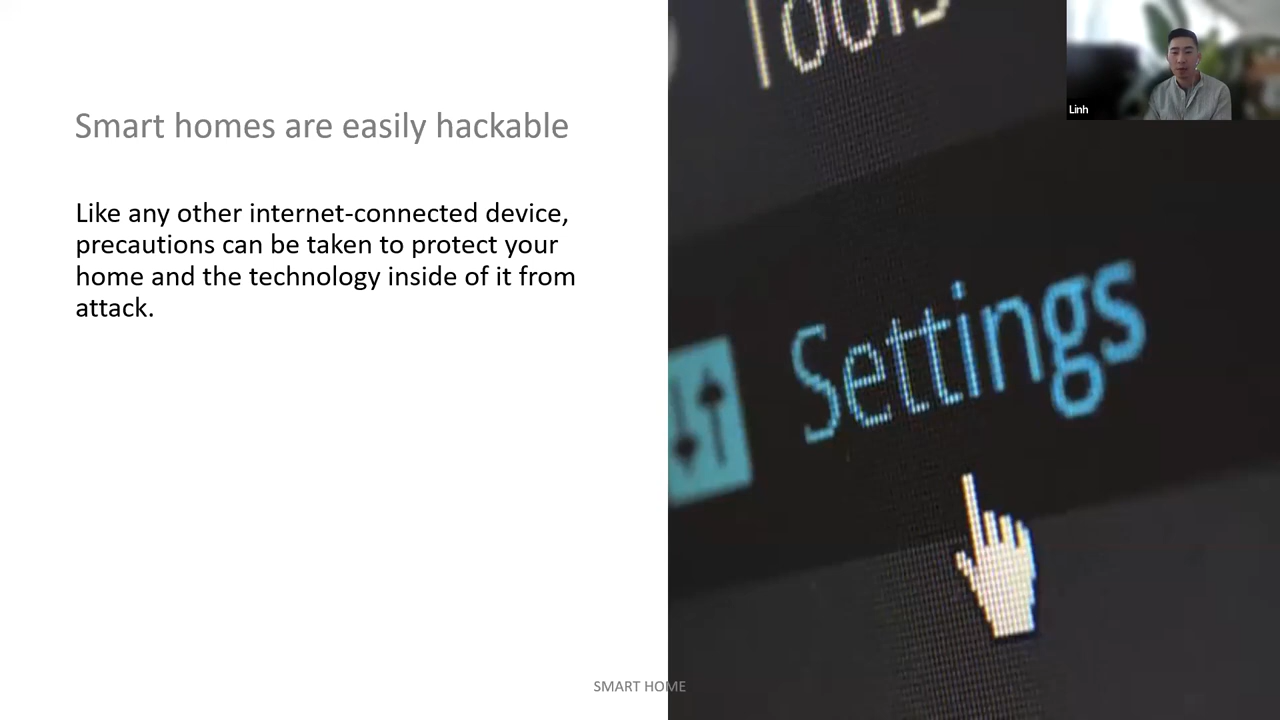 Smart homes are easily hackable
Like any other internet-connected device,
precautions can be taken to protect your
home and the technology inside of it from
attack.
Tools
Settings
Linh
SMART HOME